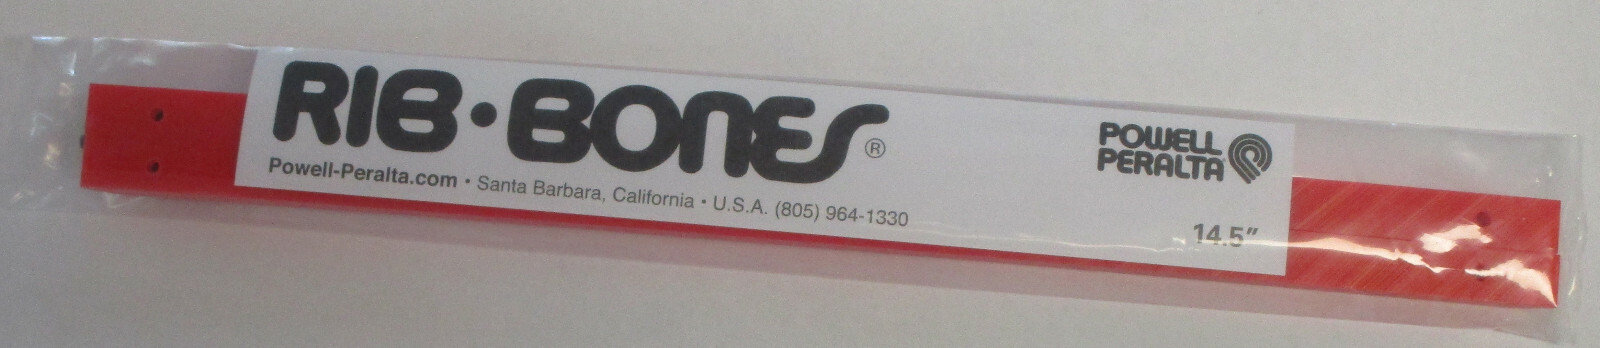 RIB•BONES®
Powell-Peralta.com • Santa Barbara, California • U.S.A. (805) 964-1330
POWELL
PERALTA
14.5"